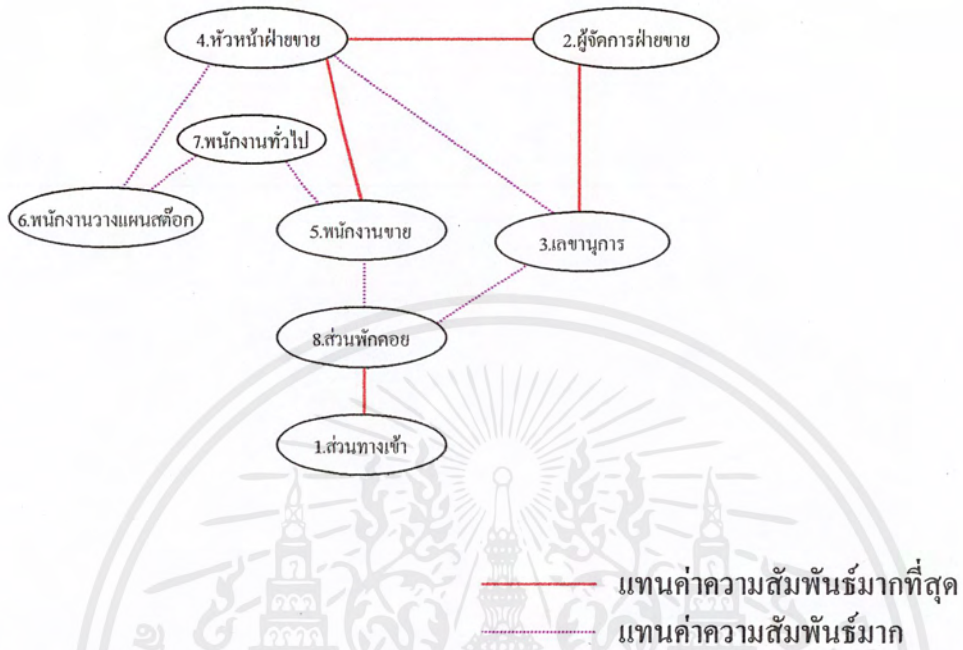 4.หัวหน้าฝ่ายขาย
2.ผู้จัดการฝ่ายขาย
7.พนักงานทั่วไป
6.พนักงานวางแผนสต๊อก
5.พนักงานขาย
3.เลขานุการ
8.ส่วนพักคอย
1.ส่วนทางเข้า
แทนค่าความสัมพันธ์มากที่สุด
แทนค่าความสัมพันธ์มาก